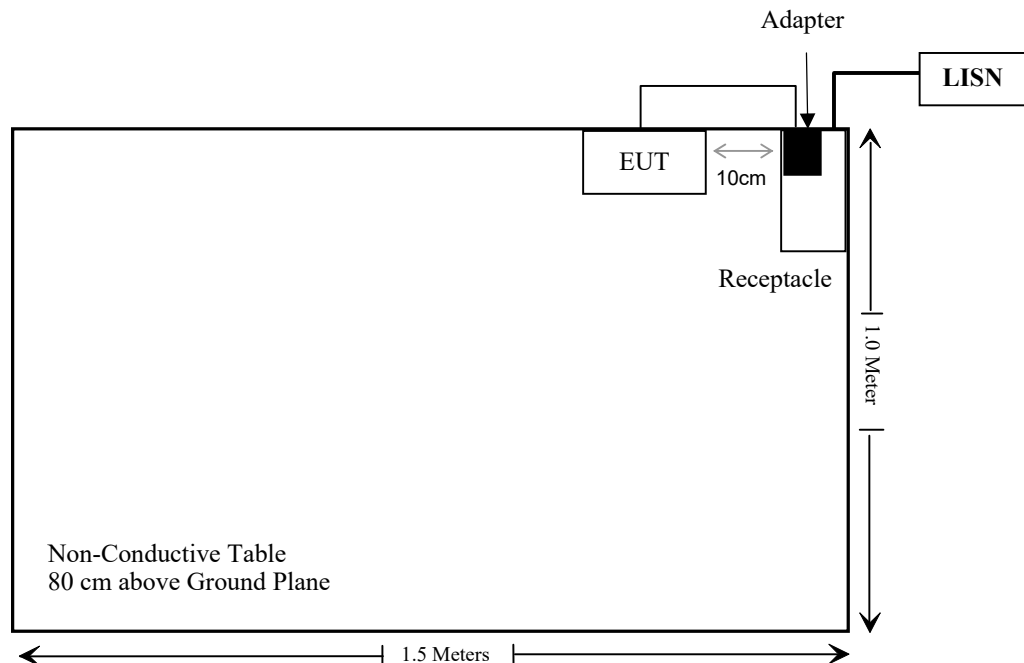 Adapter
LISN
EUT
10cm
Receptacle
1.0 Meter
Non-Conductive Table
80 cm above Ground Plane
1.5 Meters